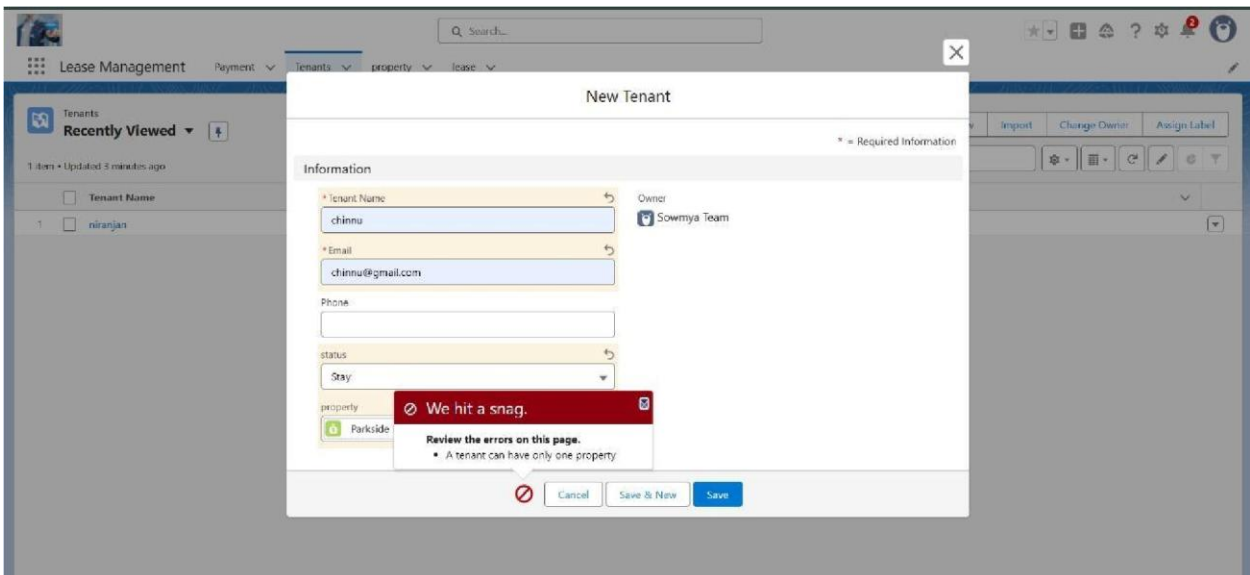 Search...
2
Lease Management
Payment
Tenants
property
lease
Tenants
Recently Viewed
1 item • Updated 3 minutes ago
Import
Change Owner
Assign Label
Tenant Name
1
niranjan
New Tenant
* = Required Information
Information
* Tenant Name
chinnu
Owner
Sowmya Team
* Email
chinnu@gmail.com
Phone
status
Stay
property
Parkside
We hit a snag.
Review the errors on this page.
• A tenant can have only one property
Cancel
Save & New
Save